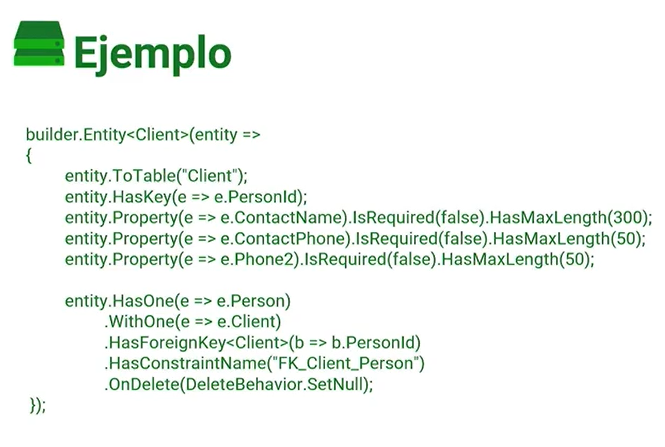 Ejemplo
builder.Entity<Client>(entity =>
{
entity.ToTable("Client");
entity.HasKey(e => e.PersonId);
entity.Property(e => e.ContactName).IsRequired(false).HasMaxLength(300);
entity.Property(e => e.ContactPhone).IsRequired(false).HasMaxLength(50);
entity.Property(e => e.Phone2).IsRequired(false).HasMaxLength(50);
entity.HasOne(e => e.Person)
.WithOne(e => e.Client)
.HasForeignKey<Client>(b => b.PersonId)
.HasConstraintName("FK_Client_Person")
.OnDelete(DeleteBehavior.SetNull);
});